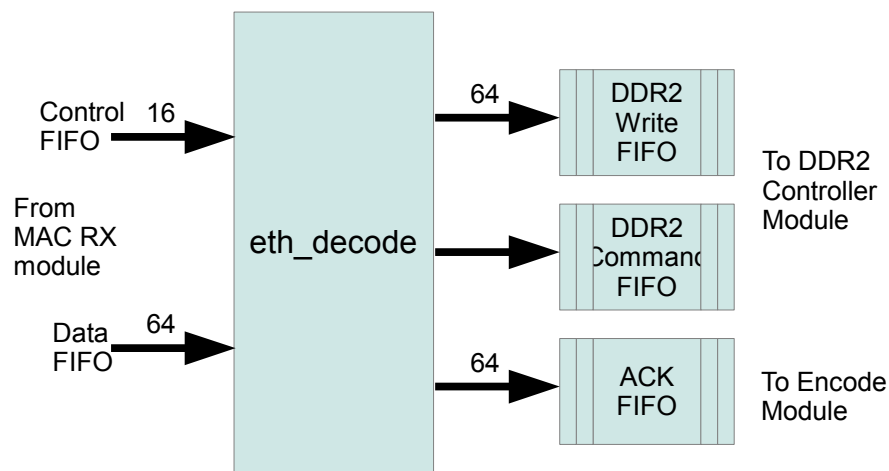 Control
FIFO
16
From
MAC RX
module
Data
FIFO
64
eth_decode
64
DDR2
Write
FIFO
DDR2
Command
FIFO
To DDR2
Controller
Module
64
ACK
FIFO
To Encode
Module